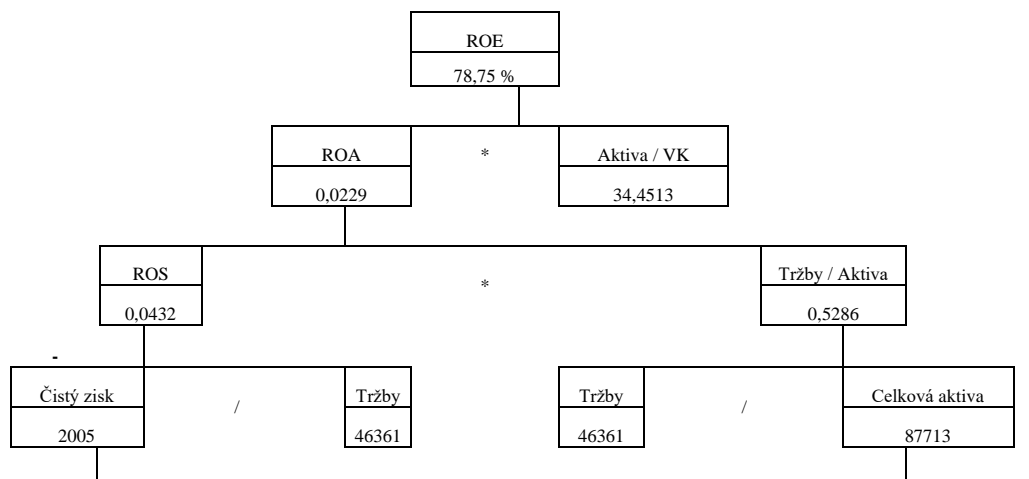 ROE
78,75 %
ROA * Aktiva / VK
0,0229 34,4513
ROS * Tržby / Aktiva
0,0432 0,5286
-
Čistý zisk / Tržby Tržby / Celková aktiva
2005 46361 46361 87713